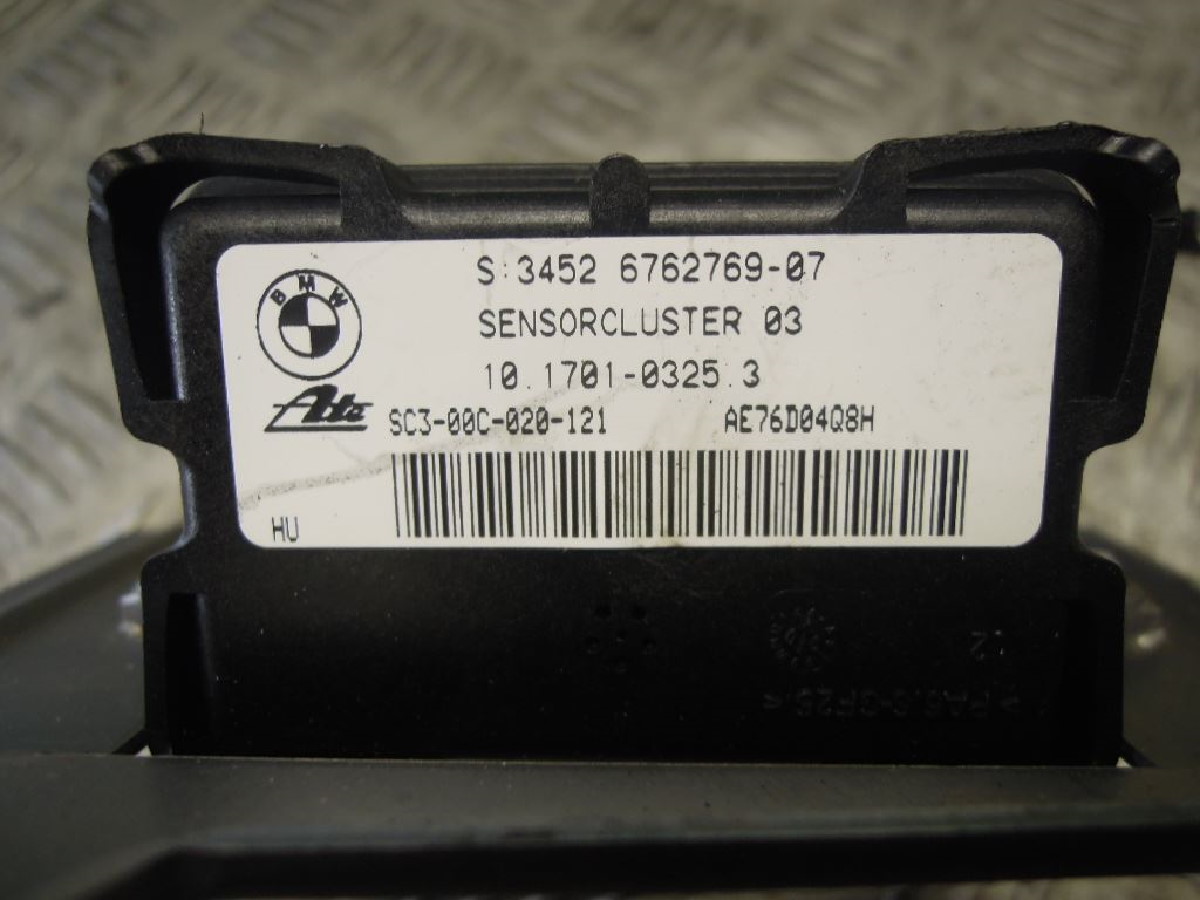 BMW
S:3452 6762769-07
SENSORCLUSTER 03
10.1701-0325.3
Ate
SC3-00C-020-121 AE76D04Q8H
HU